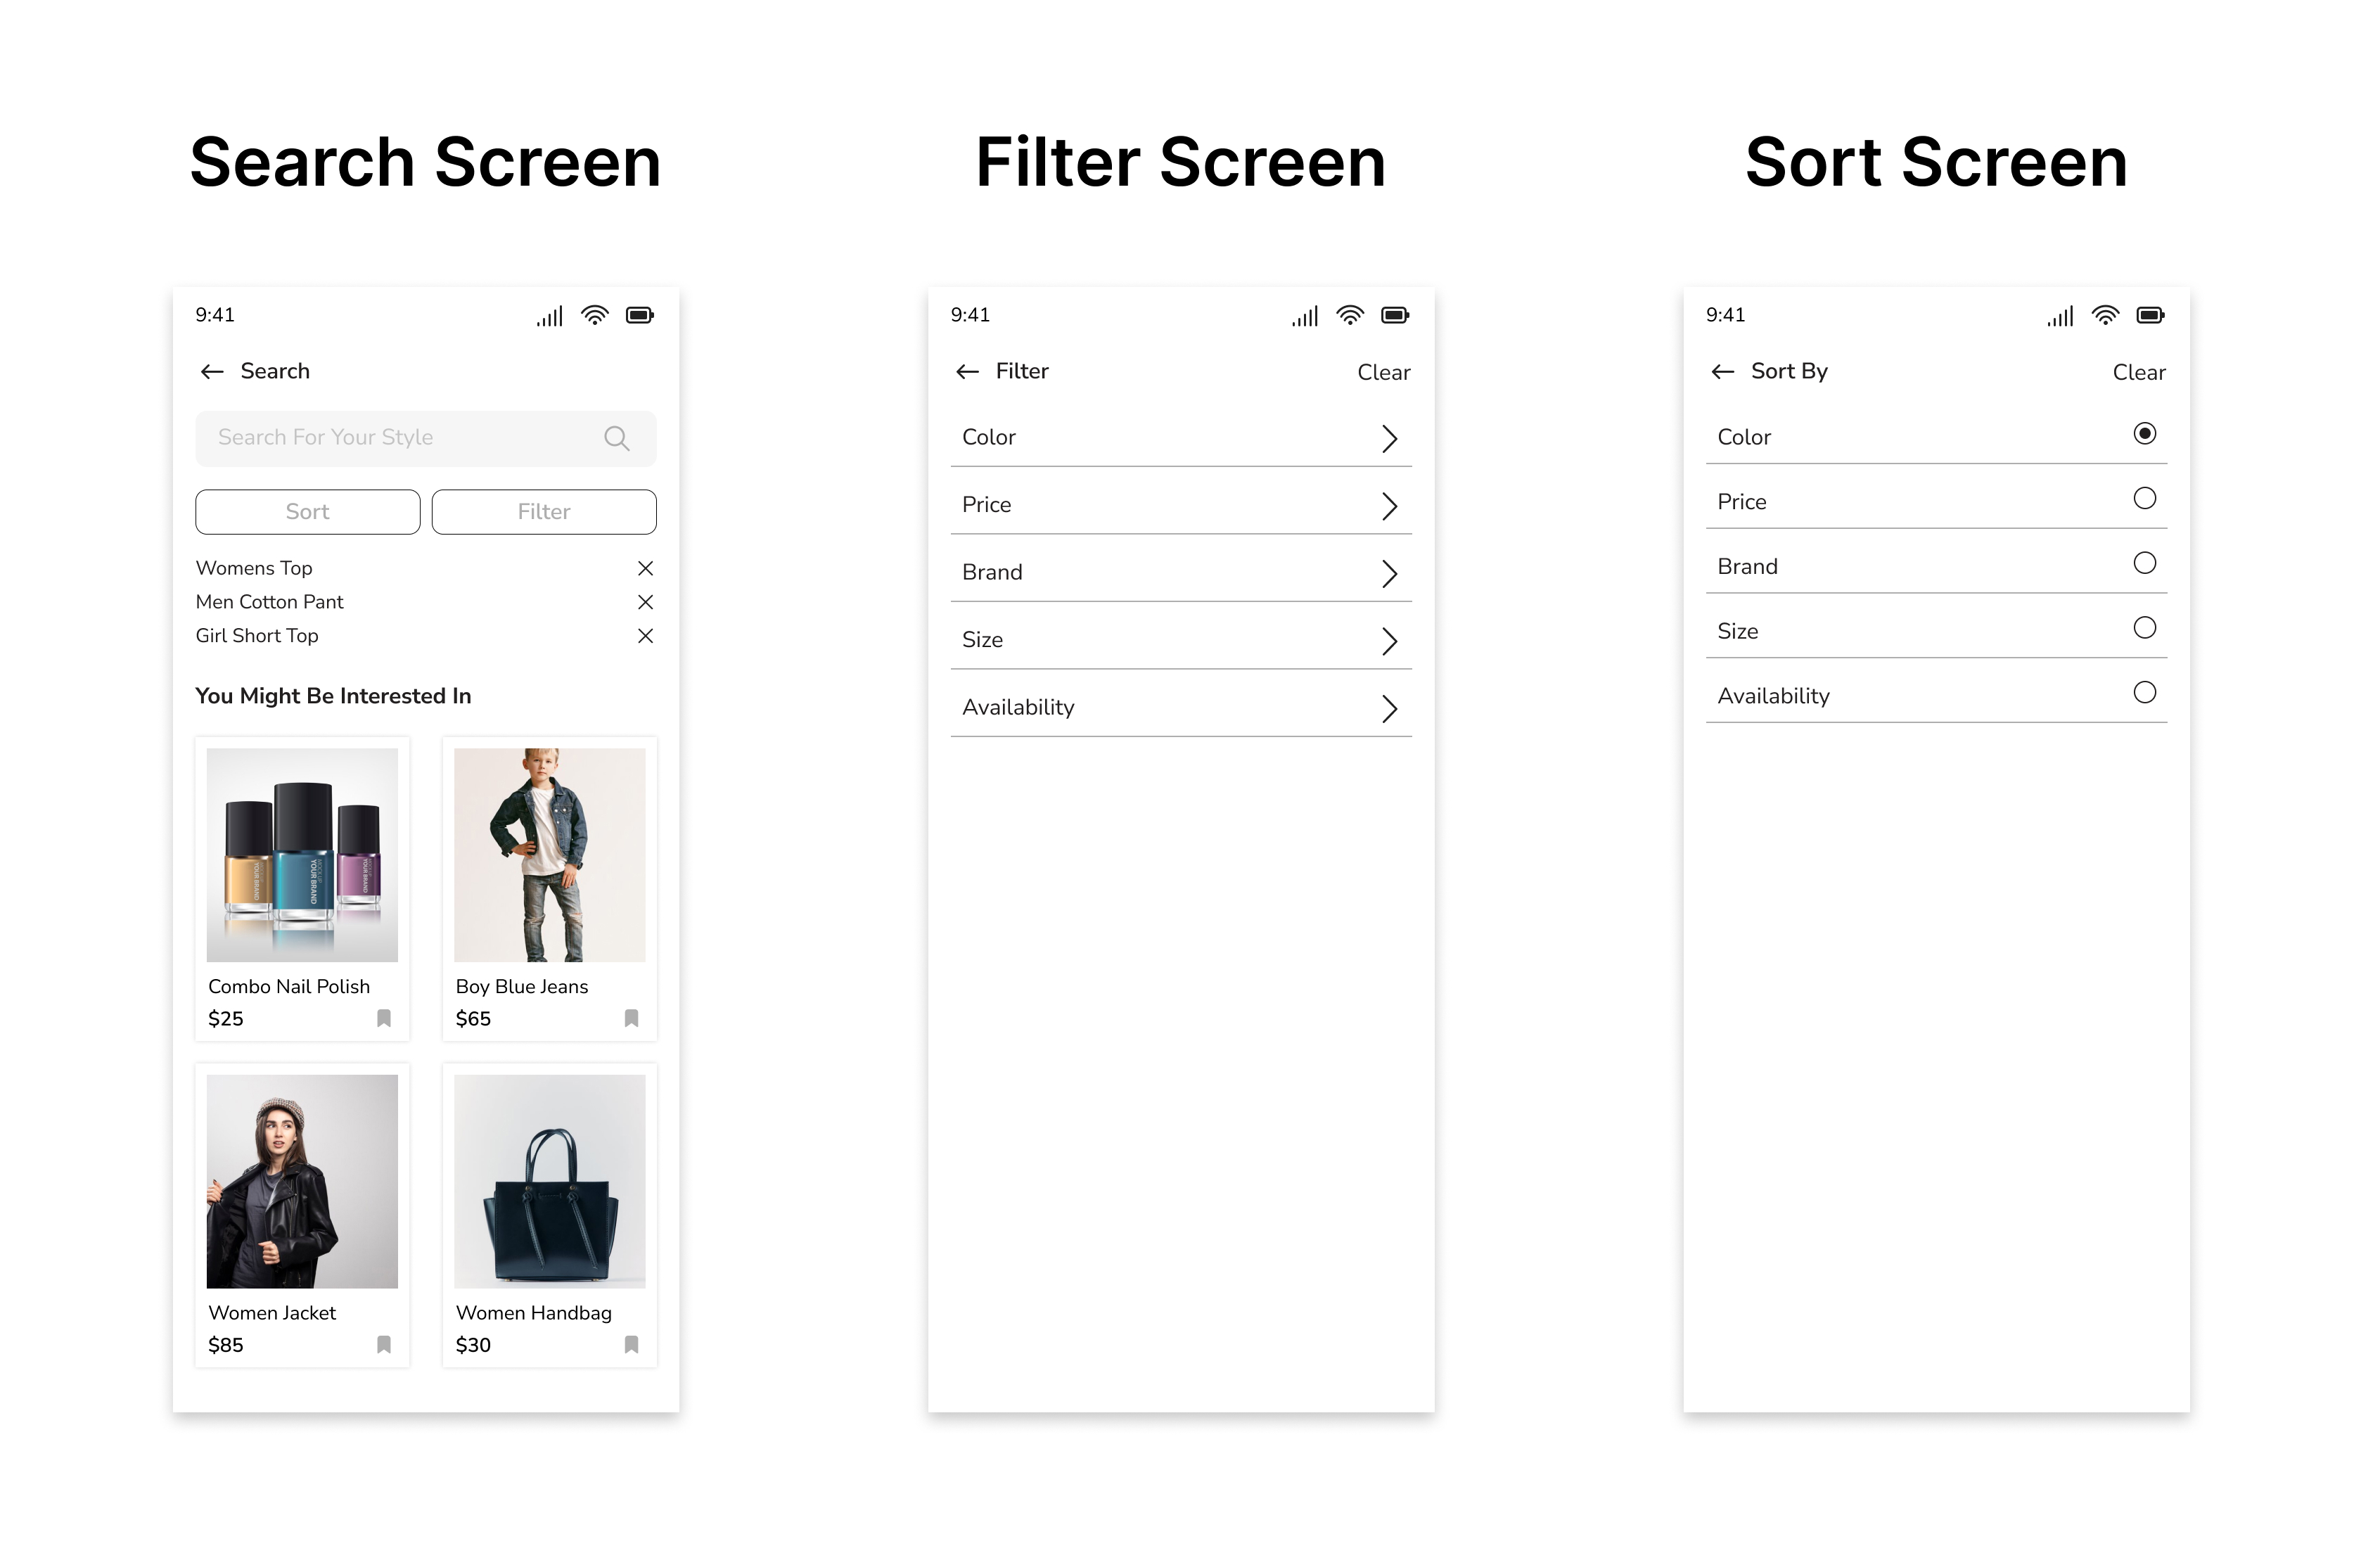 Search Screen
Filter Screen
Sort Screen
9:41
Search
Search For Your Style
Sort
Filter
Womens Top
Men Cotton Pant
Girl Short Top
You Might Be Interested In
YOUR BRAND
YOUR BRAND
YOUR BRAND
Combo Nail Polish
$25
Boy Blue Jeans
$65
Women Jacket
$85
Women Handbag
$30
9:41
Filter
Clear
Color
Price
Brand
Size
Availability
9:41
Sort By
Clear
Color
Price
Brand
Size
Availability